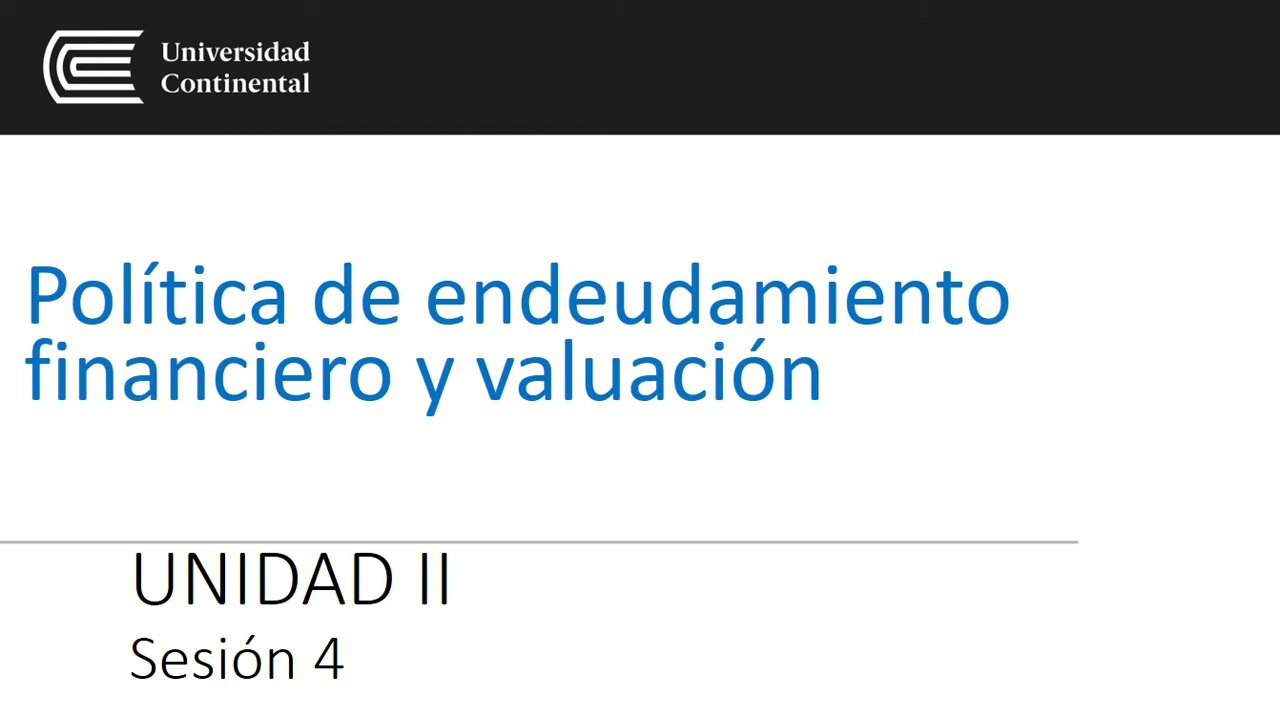 Universidad
Continental
Política de endeudamiento
financiero y valuación
UNIDAD II
Sesión 4